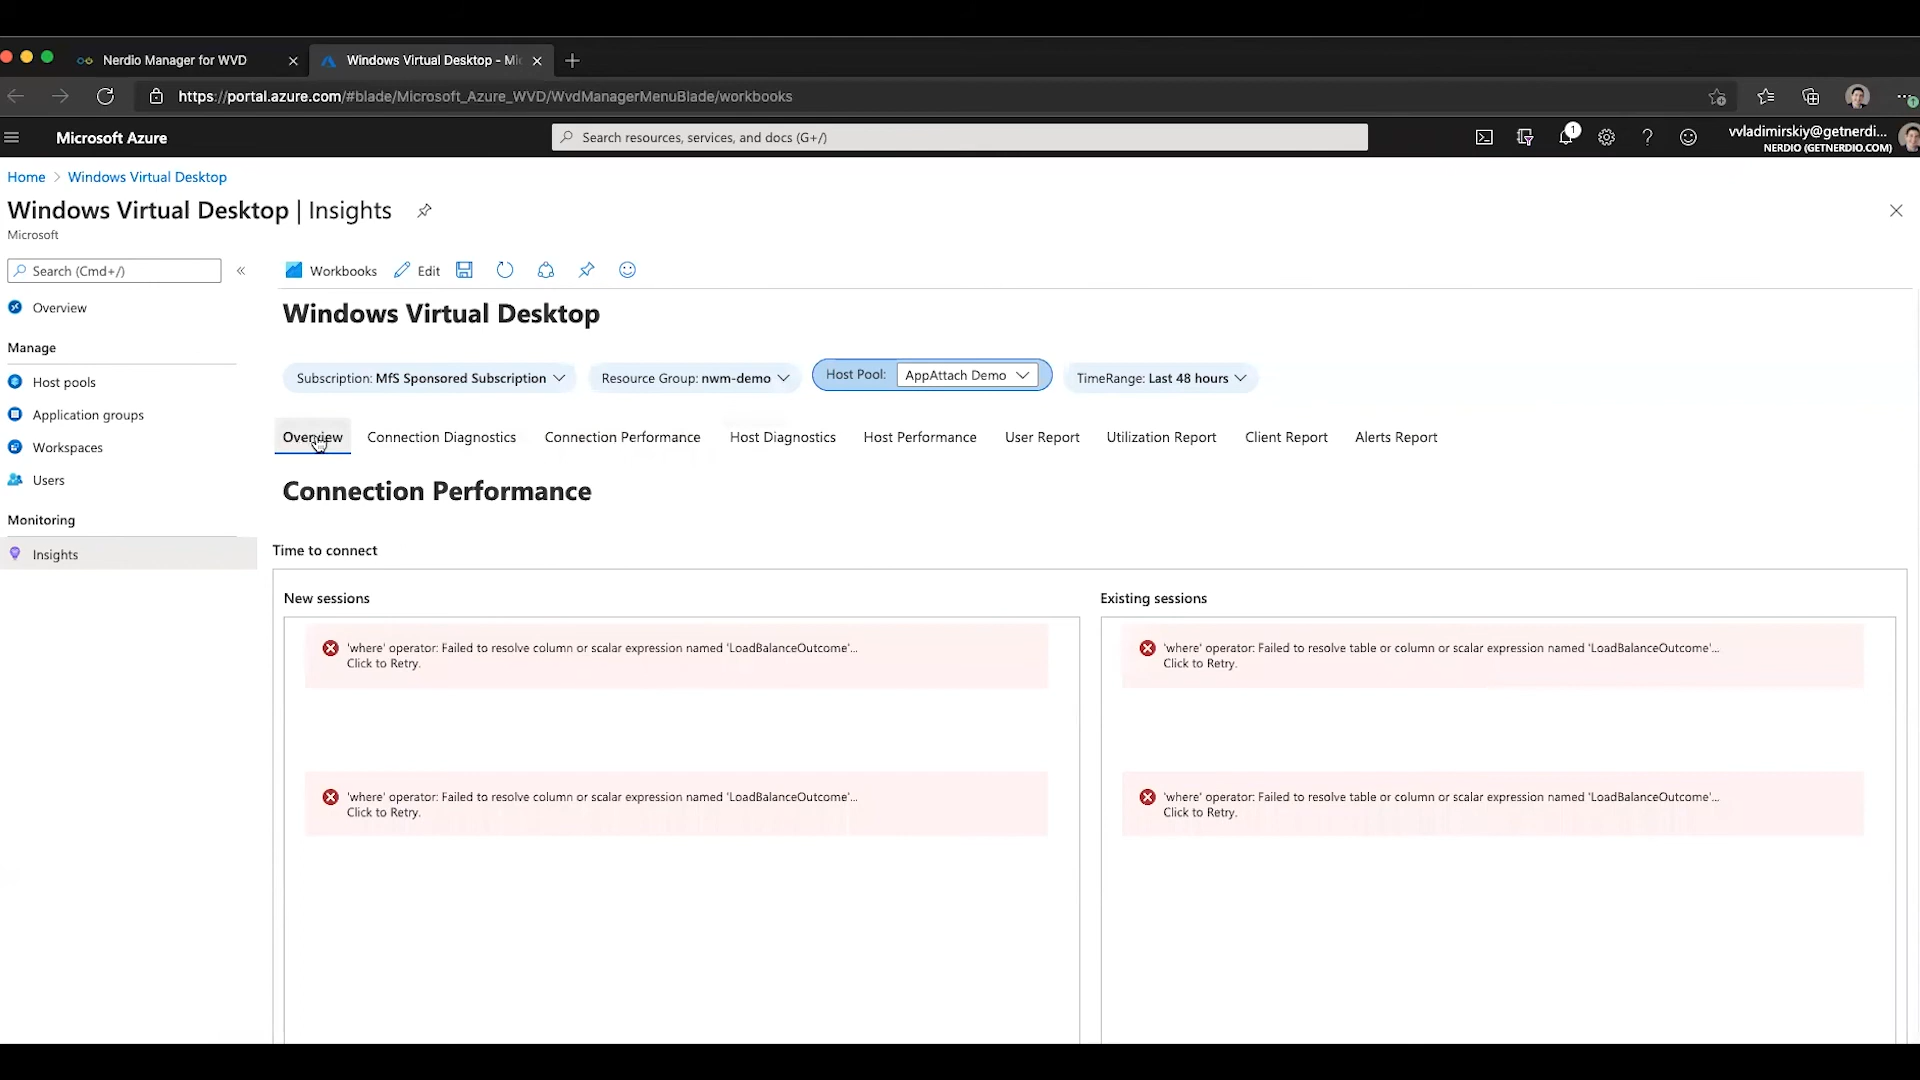 Nerdio Manager for WVD
Windows Virtual Desktop - Mi
https://portal.azure.com/#blade/Microsoft_Azure_WVD/WvdManagerMenuBlade/workbooks
Microsoft Azure
Search resources, services, and docs (G+/)
1
vvladimirskiy@getnerdi...
NERDIO (GETNERDIO.COM)
Home > Windows Virtual Desktop
Windows Virtual Desktop | Insights
Microsoft
Search (Cmd+/)
Overview
Manage
Host pools
Application groups
Workspaces
Users
Monitoring
Insights
Workbooks
Edit
Windows Virtual Desktop
Subscription: MfS Sponsored Subscription
Resource Group: nwm-demo
Host Pool: AppAttach Demo
TimeRange: Last 48 hours
Overview
Connection Diagnostics
Connection Performance
Host Diagnostics
Host Performance
User Report
Utilization Report
Client Report
Alerts Report
Connection Performance
Time to connect
New sessions
'where' operator: Failed to resolve column or scalar expression named 'LoadBalanceOutcome'...
Click to Retry.
'where' operator: Failed to resolve column or scalar expression named 'LoadBalanceOutcome'...
Click to Retry.
Existing sessions
'where' operator: Failed to resolve table or column or scalar expression named 'LoadBalanceOutcome'...
Click to Retry.
'where' operator: Failed to resolve table or column or scalar expression named 'LoadBalanceOutcome'...
Click to Retry.